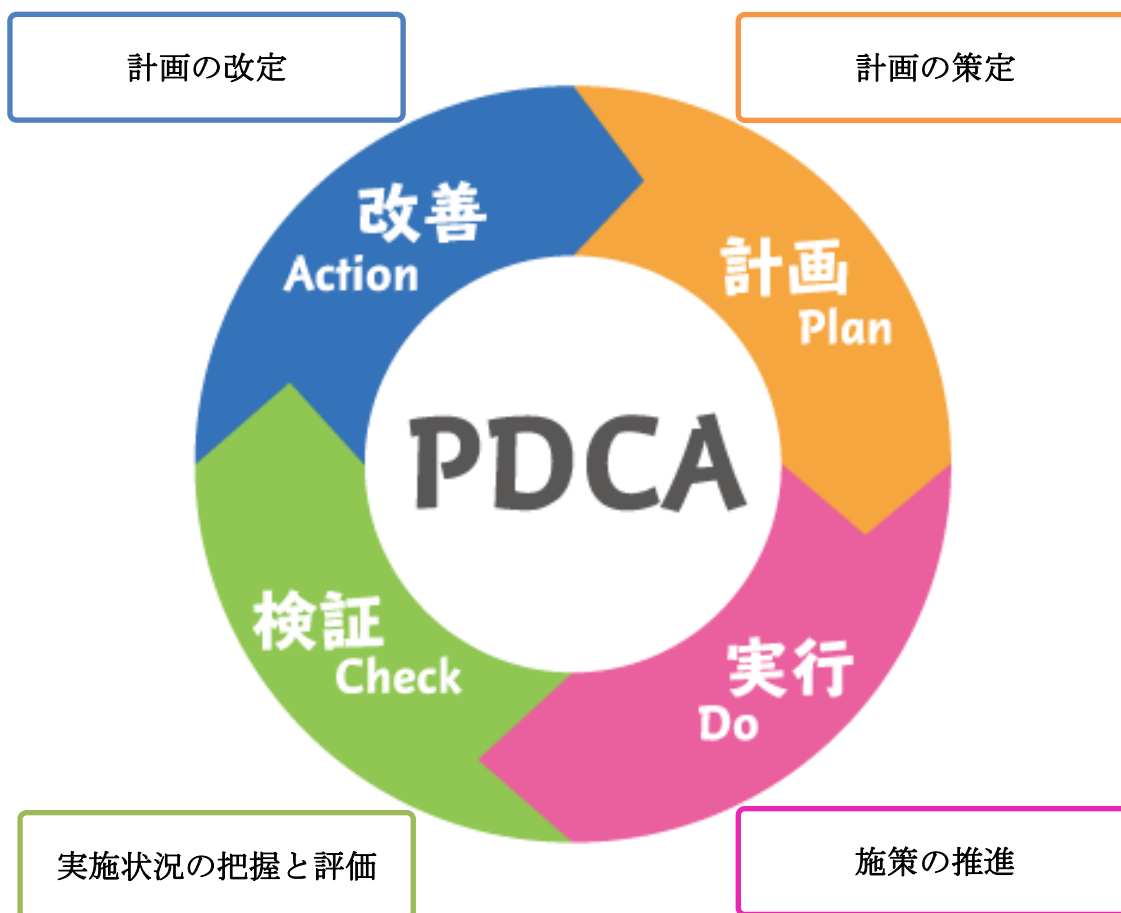 計画の改定
計画の策定
改善
Action
計画
Plan
PDCA
検証
Check
実行
Do
実施状況の把握と評価
施策の推進